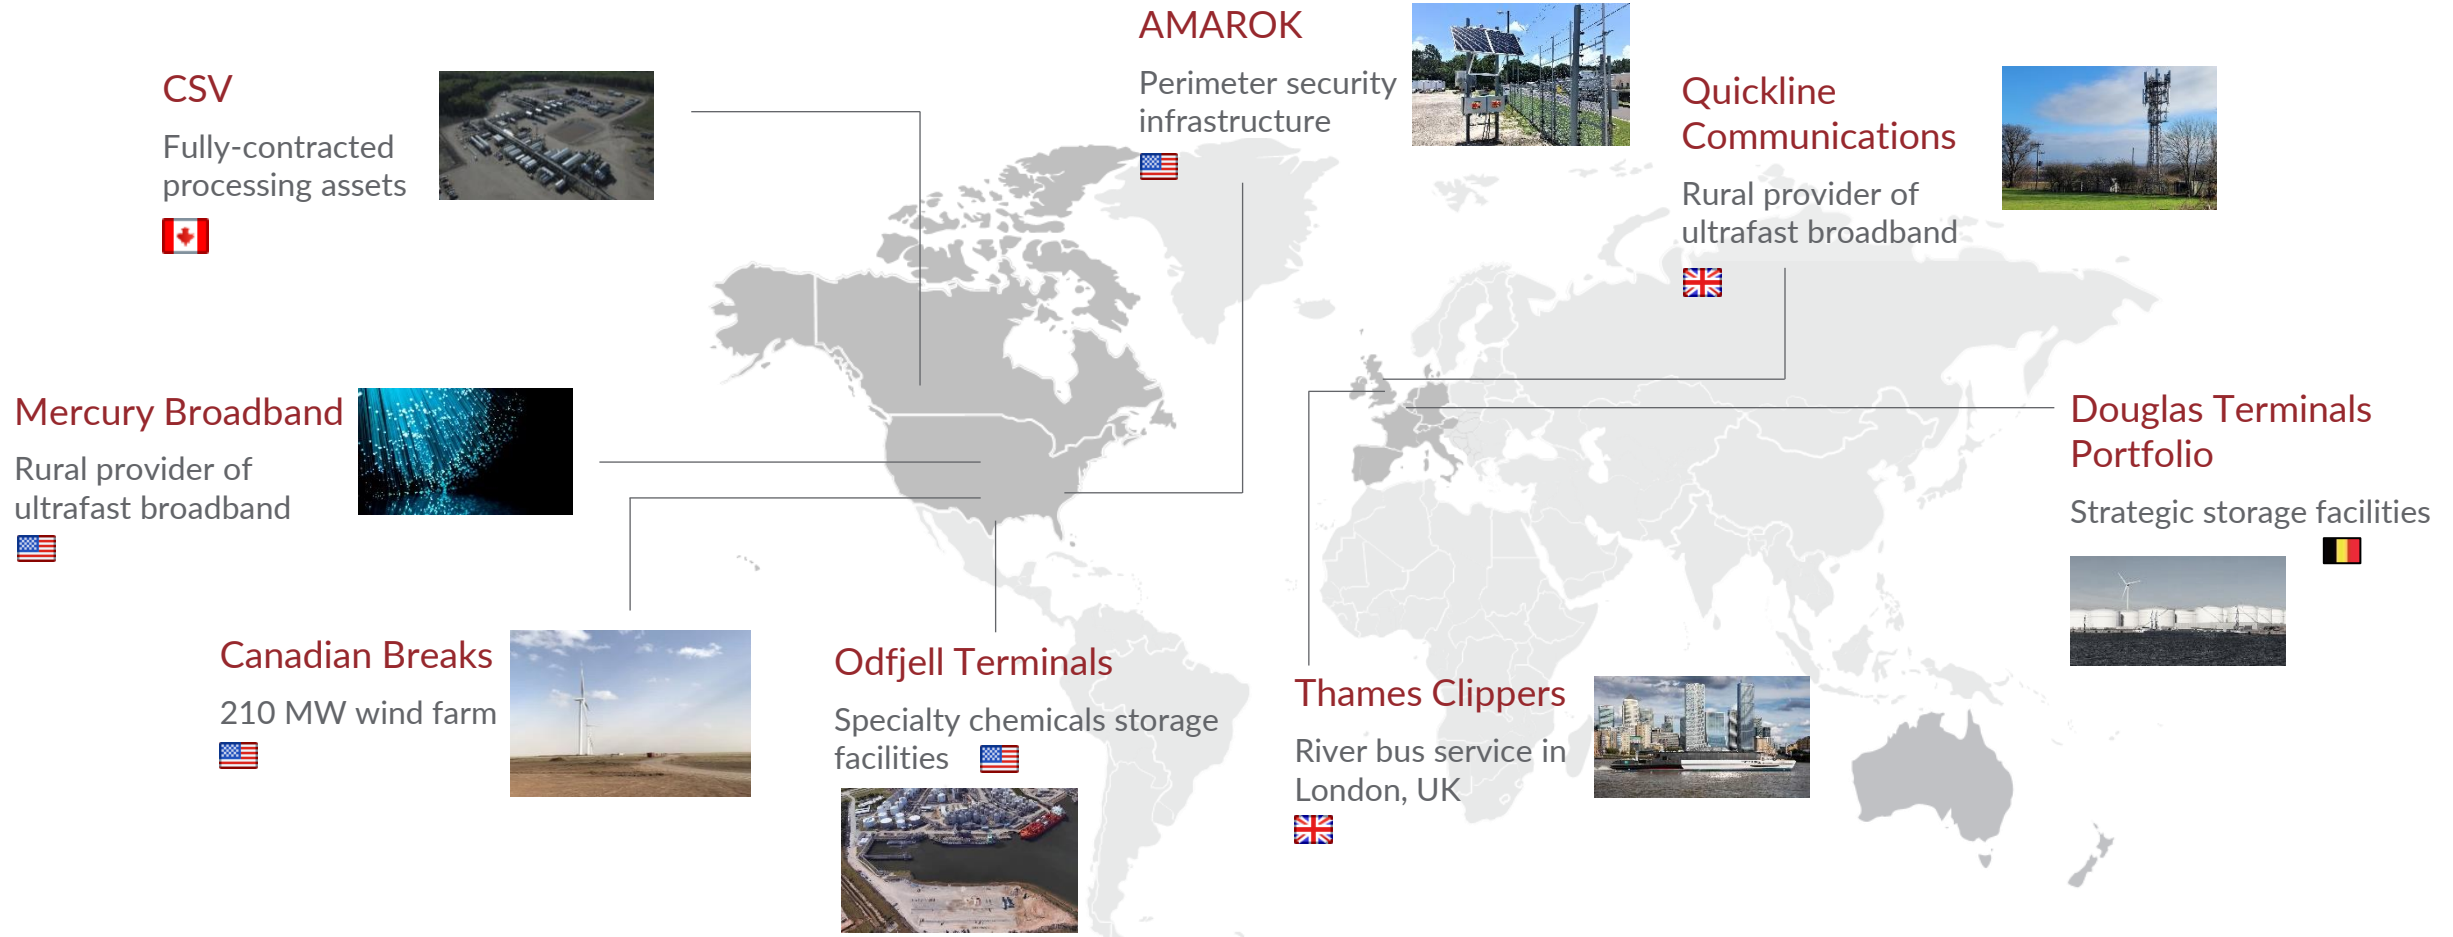 AMAROK
Perimeter security
infrastructure
CSV
Fully-contracted
processing assets
Quickline
Communications
Rural provider of
ultrafast broadband
Mercury Broadband
Rural provider of
ultrafast broadband
Douglas Terminals
Portfolio
Strategic storage facilities
Canadian Breaks
210 MW wind farm
Odfjell Terminals
Specialty chemicals storage
facilities
Thames Clippers
River bus service in
London, UK